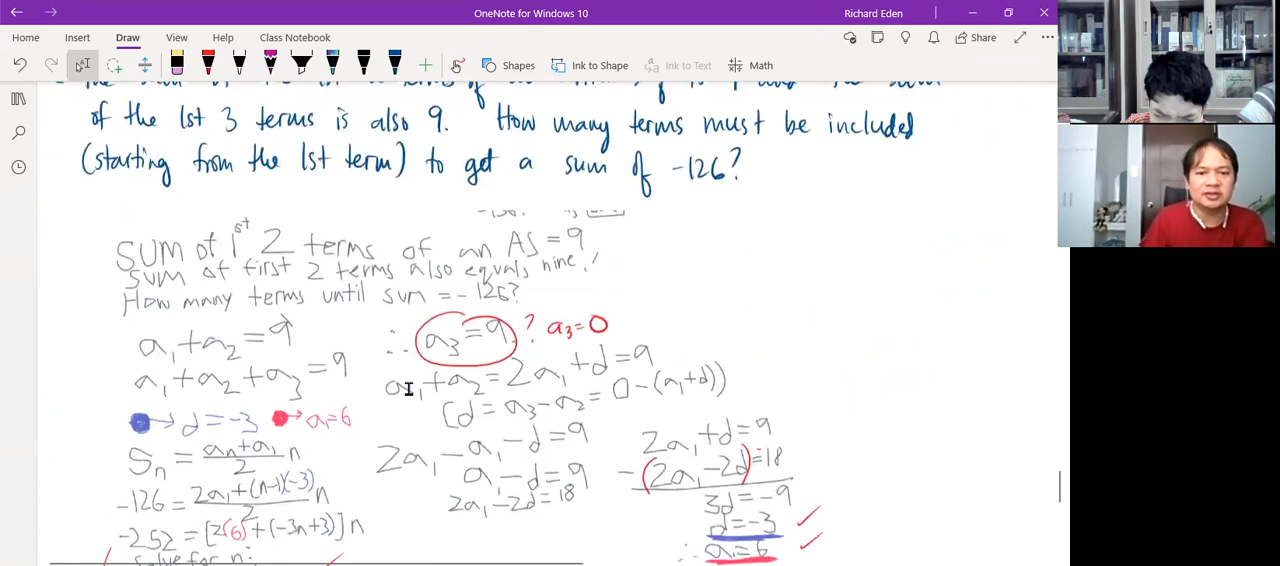 OneNote for Windows 10
Richard Eden
Home Insert Draw View Help Class Notebook
Share
Shapes Ink to Shape Ink to Text Math
of the 1st 3 terms is also 9. How many terms must be included
(starting from the 1st term) to get a sum of -126?
SUM of 1st 2 terms of an AS = 9
SUM of first 2 terms also equals nine!
How many terms until sum = -126?
a₁+a₂=9
a₁+a₂+a₃=9
→ d=-3 → a₁=6
Sₙ = (aₙ+a₁)/2 n
-126 = (2a₁+(n-1)(-3))/2 n
-252 = [2(6)+(-3n+3)]n
solve for n:
∴ a₃=9. ? a₃=0
a₁+a₂=2a₁+d=9
[d=a₃-a₂=0-(a₁+d))
2a₁-a₁-d=9
a₁-d=9
2a₁-2d=18
2a₁+d=9
-(2a₁-2d)=18
3d=-9
d=-3 ✓
∴ a₁=6 ✓